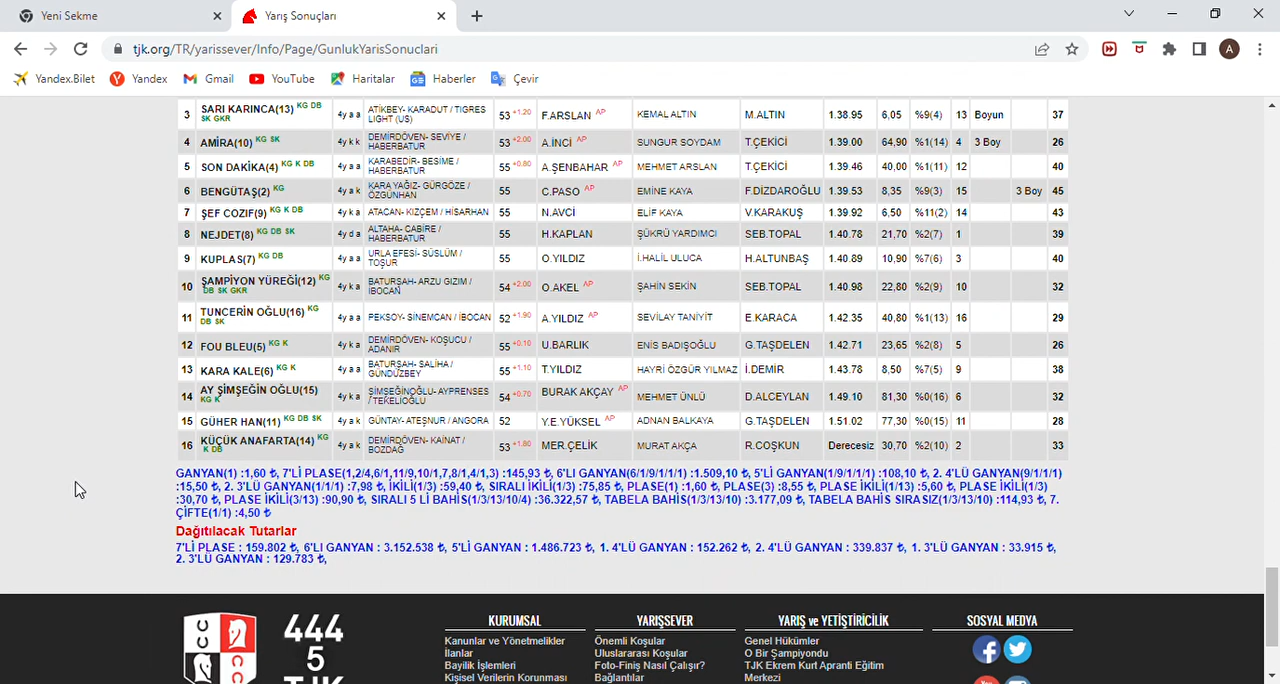 Yeni Sekme
Yarış Sonuçları
tjk.org/TR/yarissever/Info/Page/GunlukYarisSonuclari
A
Yandex.Bilet Yandex Gmail YouTube Haritalar Haberler Çevir
3 SARI KARINCA(13) KG DB SK GKR 4y a a ATİKBEY- KARADUT / TIGRES LIGHT (US) 53 +1.20 F.ARSLAN AP KEMAL ALTIN M.ALTIN 1.38.95 6,05 %9(4) 13 Boyun 37
4 AMİRA(10) KG SK 4y k k DEMİRDÖVEN- SEVİYE / HABERBATUR 53 +2.00 A.İNCİ AP SUNGUR SOYDAM T.ÇEKİCİ 1.39.00 64,90 %1(14) 4 3 Boy 26
5 SON DAKİKA(4) KG K DB 4y a a KARABEDİR- BESİME / HABERBATUR 55 +0.80 A.ŞENBAHAR AP MEHMET ARSLAN T.ÇEKİCİ 1.39.46 40,00 %1(11) 12 40
6 BENGÜTAŞ(2) KG 4y a k KARA YAĞIZ- GÜRGÖZE / ÖZGÜNHAN 55 C.PASO AP EMİNE KAYA F.DİZDAROĞLU 1.39.53 8,35 %9(3) 15 3 Boy 45
7 ŞEF COZIF(9) KG K DB 4y k a ATACAN- KIZÇEM / HİSARHAN 55 N.AVCİ ELİF KAYA V.KARAKUŞ 1.39.92 6,50 %11(2) 14 43
8 NEJDET(8) KG DB SK 4y d a ALTAHA- CABİRE / HABERBATUR 55 H.KAPLAN ŞÜKRÜ YARDIMCI SEB.TOPAL 1.40.78 21,70 %2(7) 1 39
9 KUPLAS(7) KG DB 4y a a URLA EFESİ- SÜSLÜM / TOŞUR 55 O.YILDIZ İ.HALİL ULUCA H.ALTUNBAŞ 1.40.89 10,90 %7(6) 3 40
10 ŞAMPİYON YÜREĞİ(12) KG DB SK GKR 4y k a BATURŞAH- ARZU GIZIM / İBOCAN 54 +2.00 O.AKEL AP ŞAHİN SEKİN SEB.TOPAL 1.40.98 22,80 %2(9) 10 32
11 TUNCERİN OĞLU(16) KG DB SK 4y a a PEKSOY- SİNEMCAN / İBOCAN 52 +1.90 A.YILDIZ AP SEVİLAY TANİYİT E.KARACA 1.42.35 40,80 %1(13) 16 29
12 FOU BLEU(5) KG K 4y a k DEMİRDÖVEN- KOŞUCU / ADANIR 55 +0.10 U.BARLIK ENİS BADIŞOĞLU G.TAŞDELEN 1.42.71 23,65 %2(8) 5 26
13 KARA KALE(6) KG K 4y a a BATURŞAH- SALİHA / GÜNDÜZBEY 55 +1.10 T.YILDIZ HAYRİ ÖZGÜR YILMAZ İ.DEMİR 1.43.78 8,50 %7(5) 9 38
14 AY ŞİMŞEĞİN OĞLU(15) KG K 4y a a ŞİMŞEĞİNOĞLU- AYPRENSES / TEKELİOĞLU 54 +0.70 BURAK AKÇAY AP MEHMET ÜNLÜ D.ALCEYLAN 1.49.10 81,30 %0(16) 6 32
15 GÜHER HAN(11) KG DB SK 4y a k GÜNTAY- ATEŞNUR / ANGORA 52 Y.E.YÜKSEL AP ADNAN BALKAYA G.TAŞDELEN 1.51.02 77,30 %0(15) 11 28
16 KÜÇÜK ANAFARTA(14) KG K DB 4y a k DEMİRDÖVEN- KAİNAT / BOZDAĞ 53 +1.80 MER.ÇELİK MURAT AKÇA R.COŞKUN Derecesiz 30,70 %2(10) 2 33
GANYAN(1) :1,60 ₺, 7'Lİ PLASE(1,2/4,6/1,11/9,10/1,7,8/1,4/1,3) :145,93 ₺, 6'LI GANYAN(6/1/9/1/1/1) :1.509,10 ₺, 5'Lİ GANYAN(1/9/1/1/1) :108,10 ₺, 2. 4'LÜ GANYAN(9/1/1/1)
:15,50 ₺, 2. 3'LÜ GANYAN(1/1/1) :7,98 ₺, İKİLİ(1/3) :59,40 ₺, SIRALI İKİLİ(1/3) :75,85 ₺, PLASE(1) :1,60 ₺, PLASE(3) :8,55 ₺, PLASE İKİLİ(1/13) :5,60 ₺, PLASE İKİLİ(1/3)
:30,70 ₺, PLASE İKİLİ(3/13) :90,90 ₺, SIRALI 5 Lİ BAHİS(1/3/13/10/4) :36.322,57 ₺, TABELA BAHİS(1/3/13/10) :3.177,09 ₺, TABELA BAHİS SIRASIZ(1/3/13/10) :114,93 ₺, 7.
ÇİFTE(1/1) :4,50 ₺
Dağıtılacak Tutarlar
7'Lİ PLASE : 159.802 ₺, 6'LI GANYAN : 3.152.538 ₺, 5'Lİ GANYAN : 1.486.723 ₺, 1. 4'LÜ GANYAN : 152.262 ₺, 2. 4'LÜ GANYAN : 339.837 ₺, 1. 3'LÜ GANYAN : 33.915 ₺,
2. 3'LÜ GANYAN : 129.783 ₺,
444
5
TJK
KURUMSAL
Kanunlar ve Yönetmelikler
İlanlar
Bayilik İşlemleri
Kişisel Verilerin Korunması
YARIŞSEVER
Önemli Koşular
Uluslararası Koşular
Foto-Finiş Nasıl Çalışır?
Bağlantılar
YARIŞ ve YETİŞTİRİCİLİK
Genel Hükümler
O Bir Şampiyondu
TJK Ekrem Kurt Apranti Eğitim
Merkezi
SOSYAL MEDYA